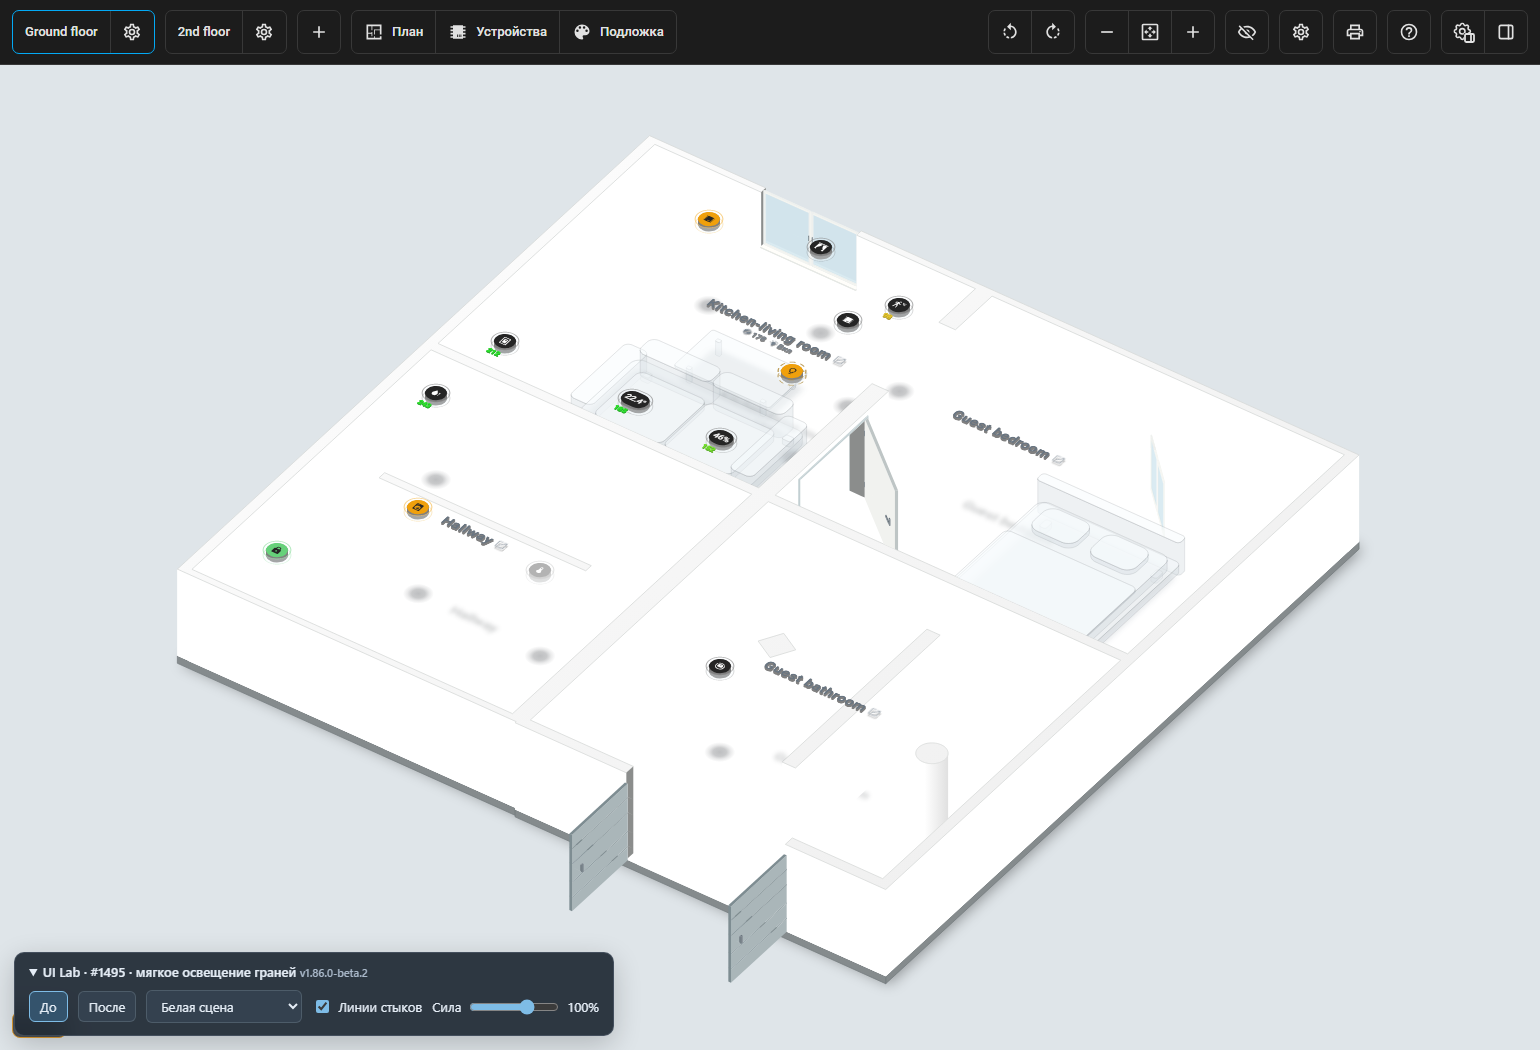 Ground floor
2nd floor
План
Устройства
Подложка
Kitchen-living room
Guest bedroom
22.4°
46%
Hallway
Guest bathroom
UI Lab · #1495 · мягкое освещение граней v1.86.0-beta.2
До
После
Белая сцена
Линии стыков
Сила
100%